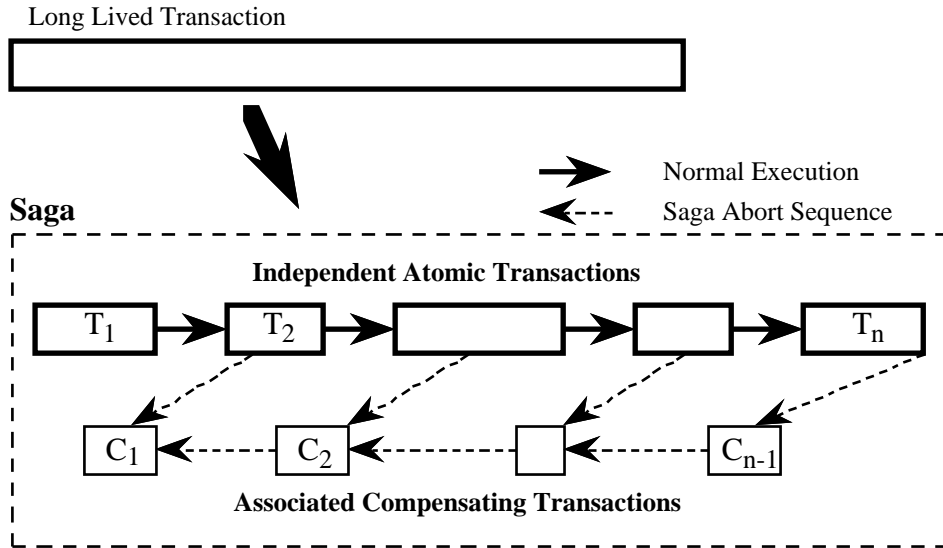 Long Lived Transaction
Normal Execution
Saga Abort Sequence
Saga
Independent Atomic Transactions
T1 T2 Tn
C1 C2 Cn-1
Associated Compensating Transactions